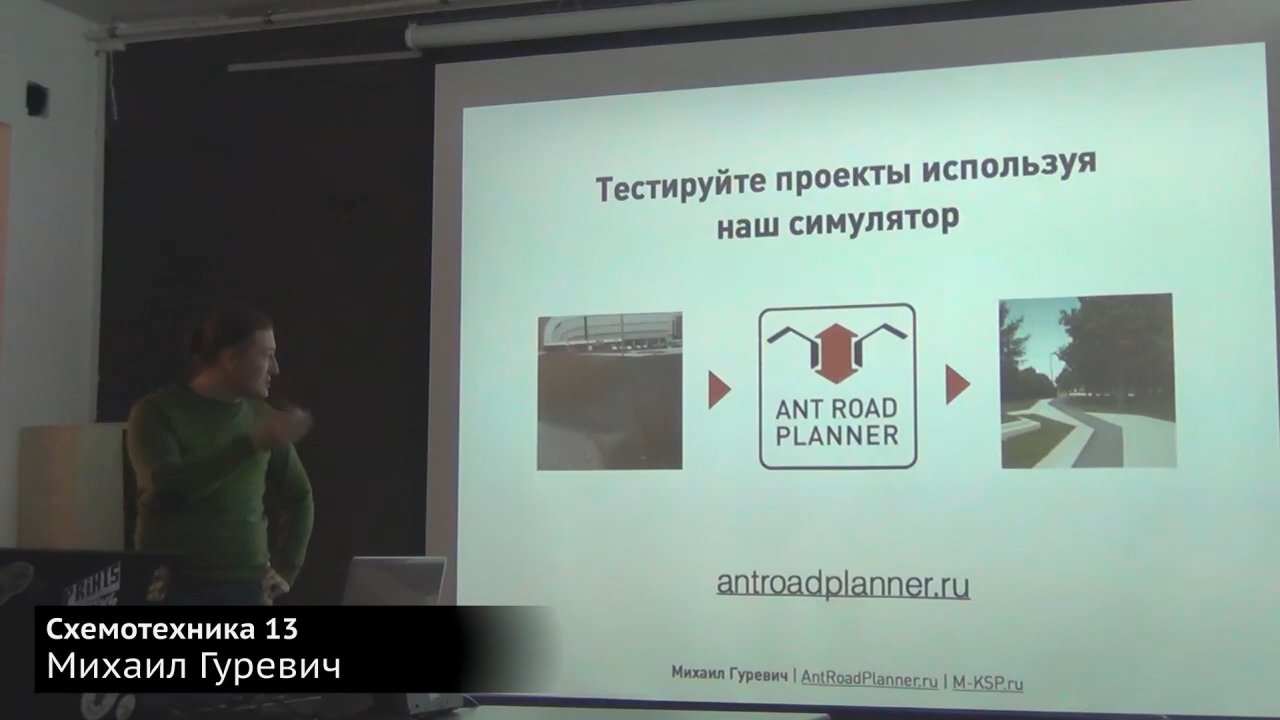 Тестируйте проекты используя
наш симулятор
ANT ROAD
PLANNER
antroadplanner.ru
Михаил Гуревич | AntRoadPlanner.ru | M-KSP.ru
PRINTS
Схемотехника 13
Михаил Гуревич